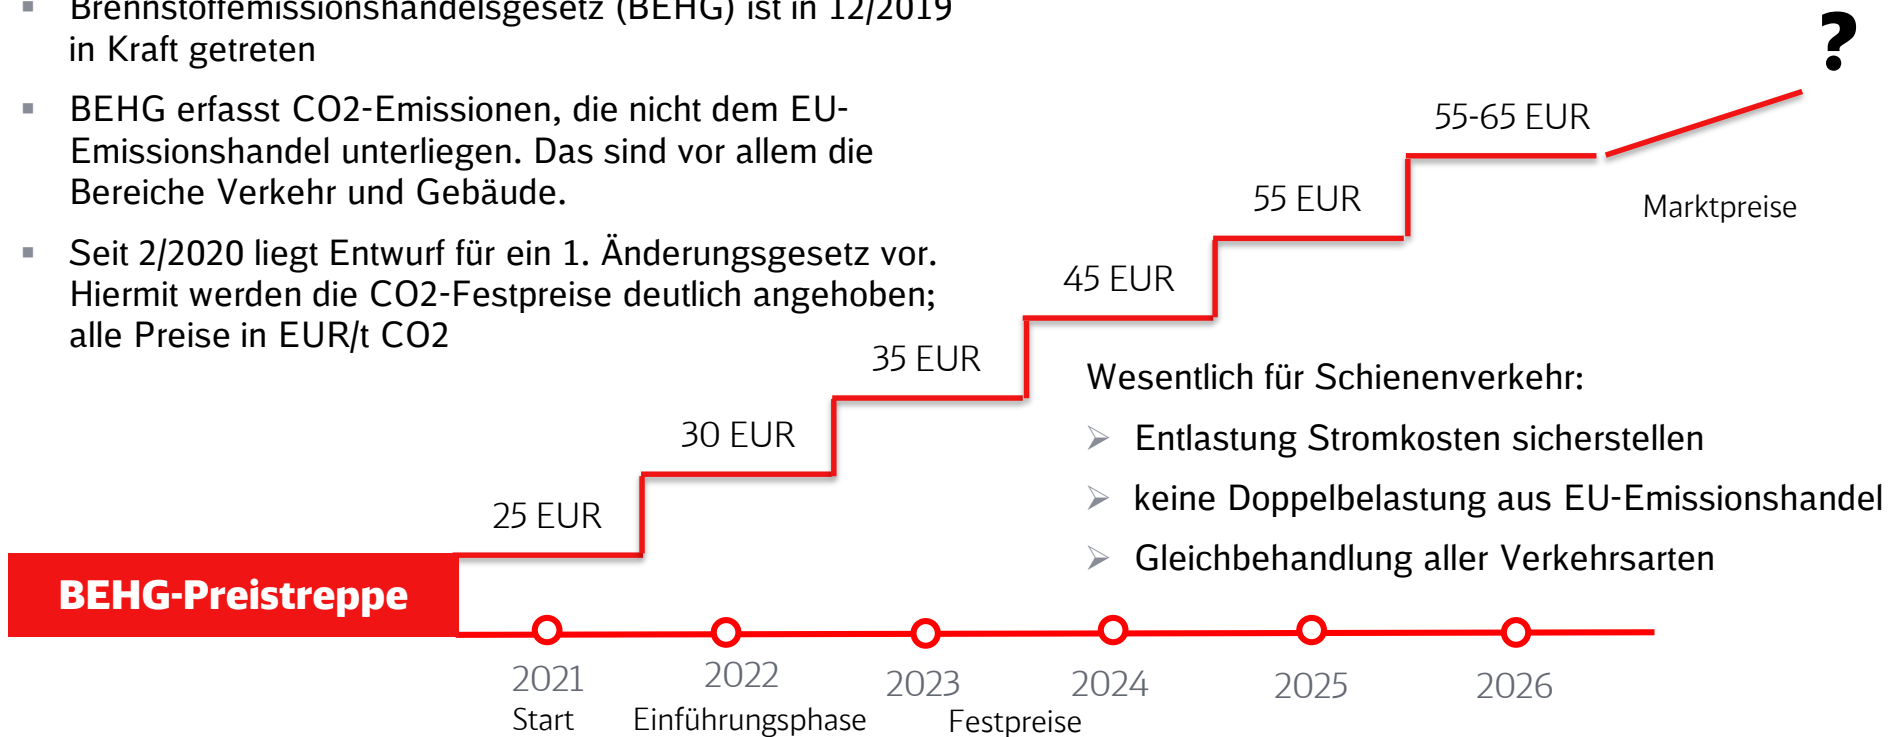 Brennstoffemissionshandelsgesetz (BEHG) ist in 12/2019
in Kraft getreten
BEHG erfasst CO2-Emissionen, die nicht dem EU-
Emissionshandel unterliegen. Das sind vor allem die
Bereiche Verkehr und Gebäude.
Seit 2/2020 liegt Entwurf für ein 1. Änderungsgesetz vor.
Hiermit werden die CO2-Festpreise deutlich angehoben;
alle Preise in EUR/t CO2
?
55-65 EUR
Marktpreise
55 EUR
45 EUR
35 EUR
30 EUR
25 EUR
Wesentlich für Schienenverkehr:
Entlastung Stromkosten sicherstellen
keine Doppelbelastung aus EU-Emissionshandel
Gleichbehandlung aller Verkehrsarten
BEHG-Preistreppe
2021 2022 2023 2024 2025 2026
Start Einführungsphase Festpreise